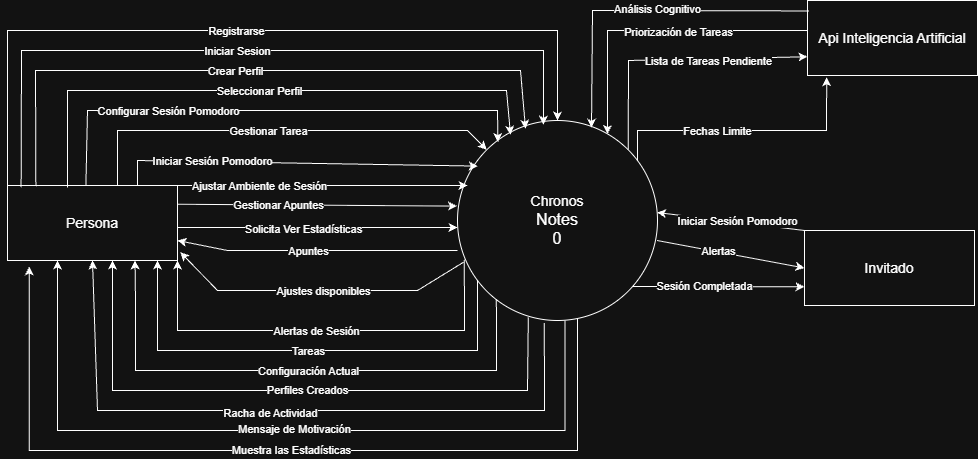 Análisis Cognitivo
Registrarse
Priorización de Tareas
Api Inteligencia Artificial
Iniciar Sesion
Lista de Tareas Pendiente
Crear Perfil
Seleccionar Perfil
Configurar Sesión Pomodoro
Gestionar Tarea
Fechas Limite
Iniciar Sesión Pomodoro
Ajustar Ambiente de Sesión
Gestionar Apuntes
Persona
Solicita Ver Estadísticas
Chronos
Notes
0
Iniciar Sesión Pomodoro
Apuntes
Alertas
Invitado
Ajustes disponibles
Sesión Completada
Alertas de Sesión
Tareas
Configuración Actual
Perfiles Creados
Racha de Actividad
Mensaje de Motivación
Muestra las Estadísticas